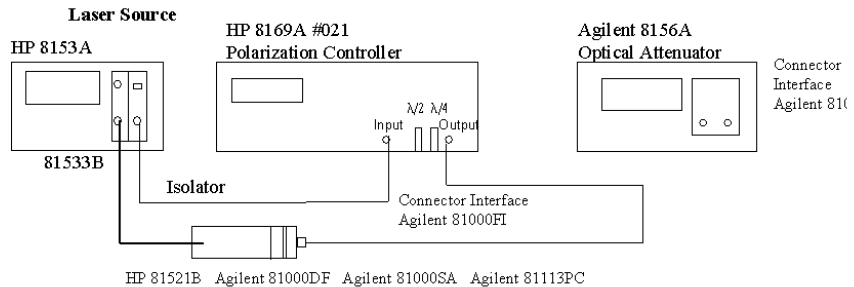 Laser Source
HP 8153A
HP 8169A #021
Polarization Controller
Agilent 8156A
Optical Attenuator
Connector
Interface
Agilent
λ/2 λ/4
Input Output
81533B
Isolator
Connector Interface
Agilent 81000FI
HP 81521B Agilent 81000DF Agilent 81000SA Agilent 81113PC